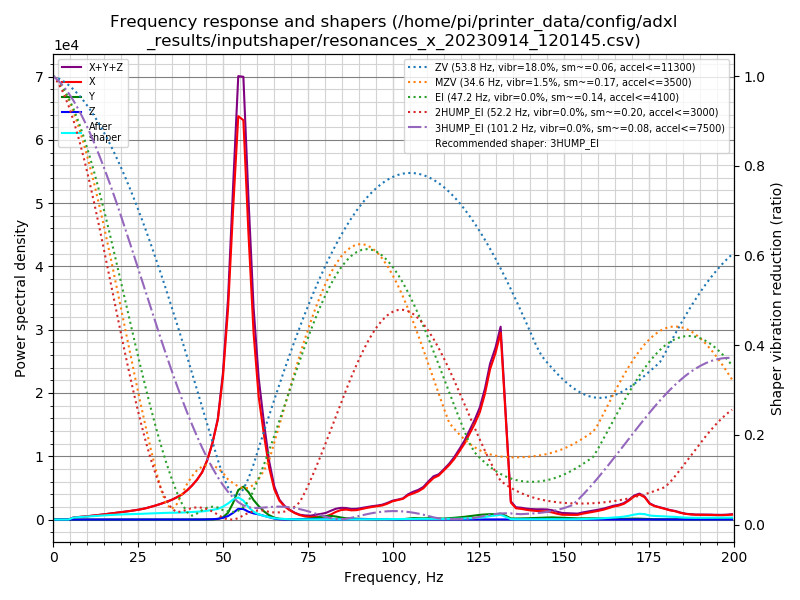 Frequency response and shapers (/home/pi/printer_data/config/adxl
_results/inputshaper/resonances_x_20230914_120145.csv)
1e4
X+Y+Z
X
Y
Z
After
shaper
ZV (53.8 Hz, vibr=18.0%, sm~=0.06, accel<=11300)
MZV (34.6 Hz, vibr=1.5%, sm~=0.17, accel<=3500)
EI (47.2 Hz, vibr=0.0%, sm~=0.14, accel<=4100)
2HUMP_EI (52.2 Hz, vibr=0.0%, sm~=0.20, accel<=3000)
3HUMP_EI (101.2 Hz, vibr=0.0%, sm~=0.08, accel<=7500)
Recommended shaper: 3HUMP_EI
Power spectral density
7
6
5
4
3
2
1
0
1.0
0.8
0.6
0.4
0.2
0.0
Shaper vibration reduction (ratio)
0 25 50 75 100 125 150 175 200
Frequency, Hz